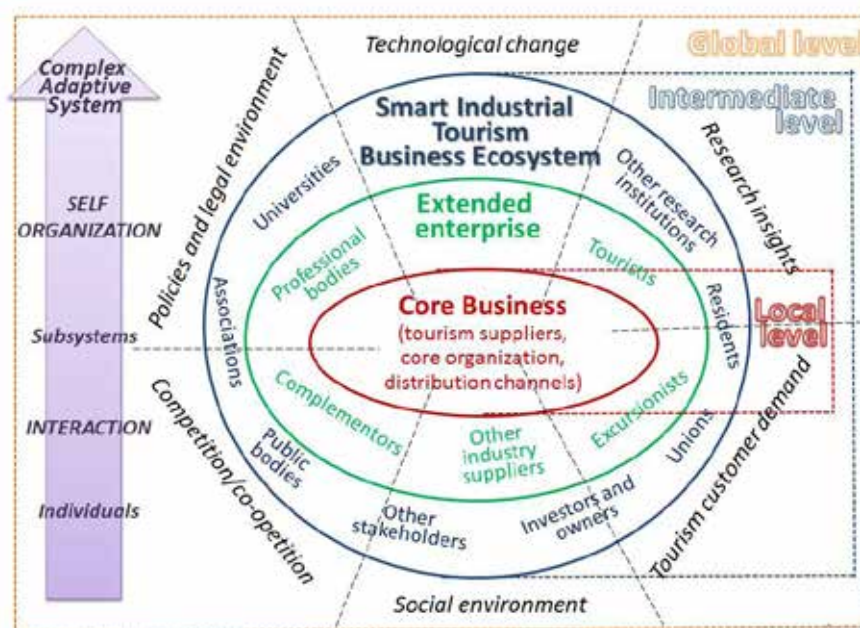 Complex
Adaptive
System
SELF
ORGANIZATION
Subsystems
INTERACTION
Individuals
Technological change
Global level
Intermediate
level
Local
level
Policies and legal environment
Research insights
Competition/co-opetition
Tourism customer demand
Social environment
Smart Industrial
Tourism
Business Ecosystem
Universities
Other research
institutions
Associations
Residents
Public
bodies
Unions
Other
stakeholders
Investors and
owners
Extended
enterprise
Professional
bodies
Tourists
Complementors
Other
industry
suppliers
Excursionists
Core Business
(tourism suppliers,
core organization,
distribution channels)